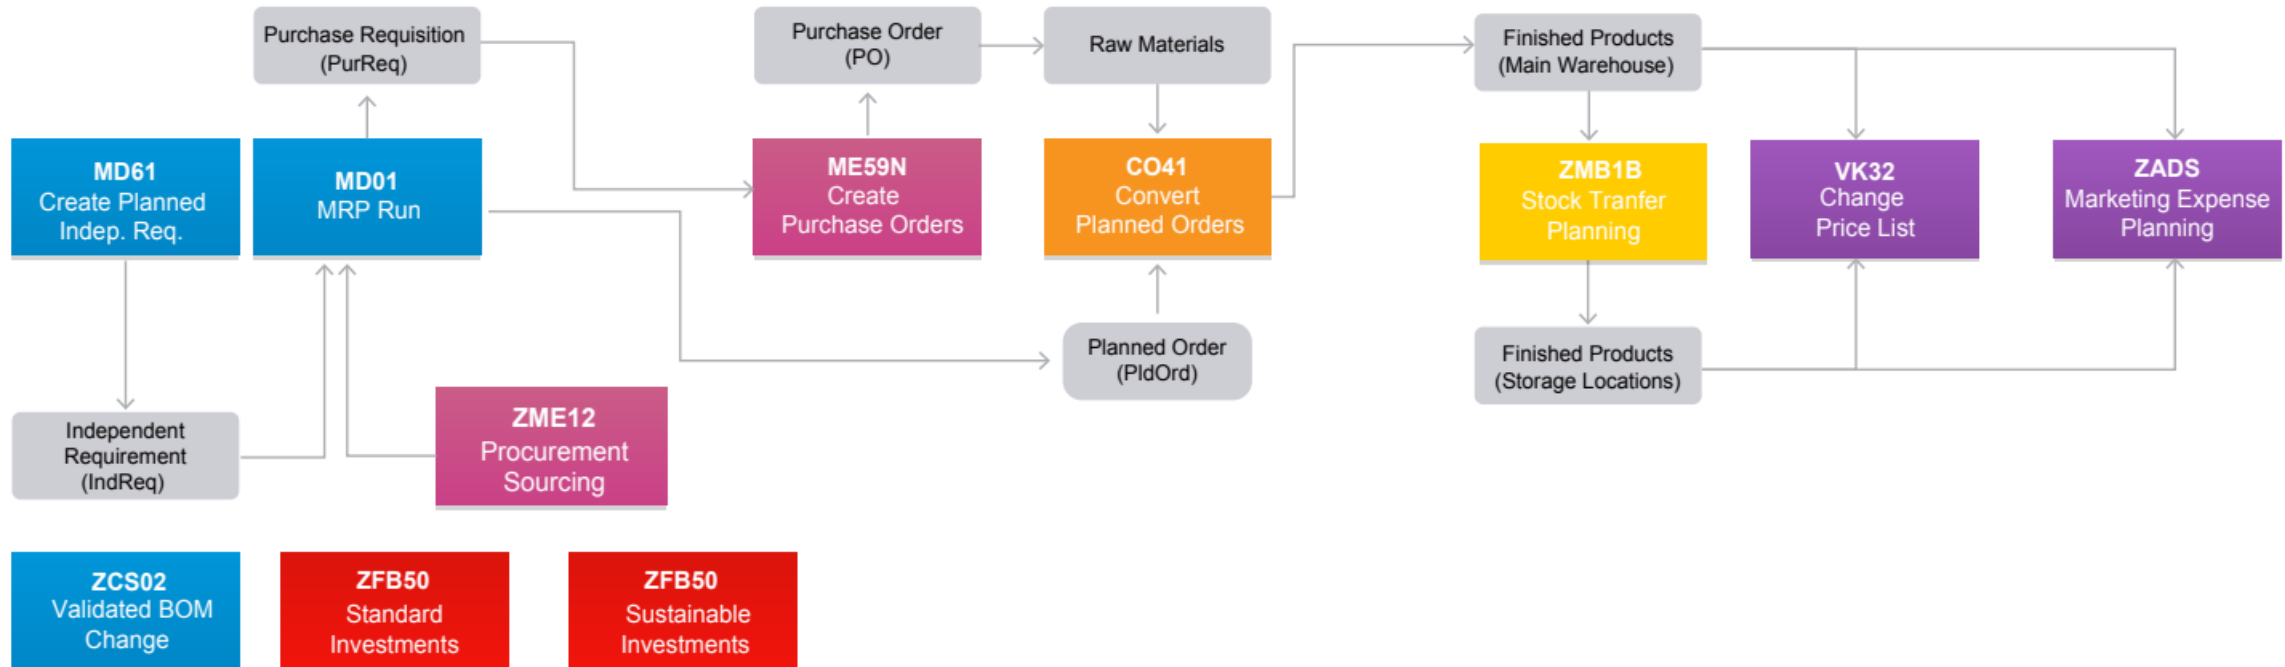 Purchase Requisition
(PurReq)
Purchase Order
(PO)
Raw Materials
Finished Products
(Main Warehouse)
MD61
Create Planned
Indep. Req.
MD01
MRP Run
ME59N
Create
Purchase Orders
CO41
Convert
Planned Orders
ZMB1B
Stock Tranfer
Planning
VK32
Change
Price List
ZADS
Marketing Expense
Planning
Planned Order
(PldOrd)
Finished Products
(Storage Locations)
Independent
Requirement
(IndReq)
ZME12
Procurement
Sourcing
ZCS02
Validated BOM
Change
ZFB50
Standard
Investments
ZFB50
Sustainable
Investments